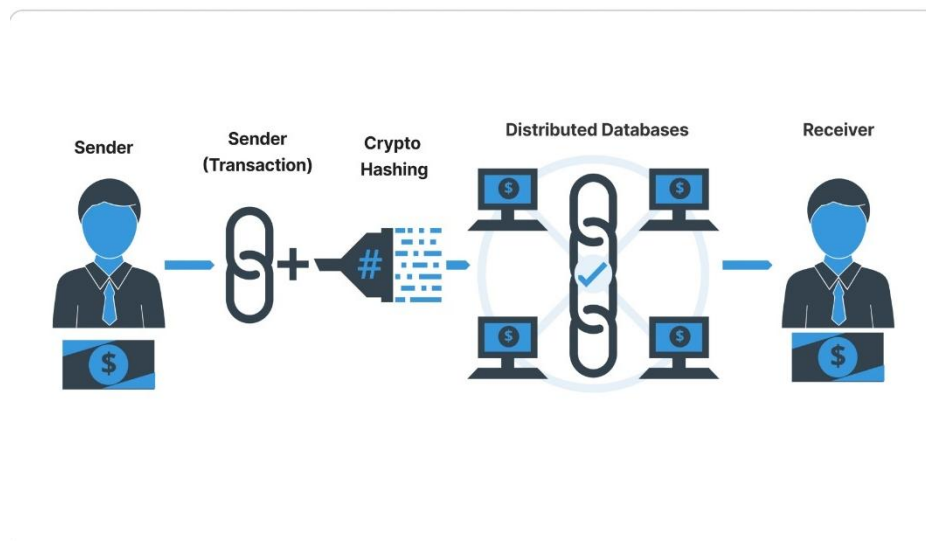 Sender
Sender
(Transaction)
Crypto
Hashing
Distributed Databases
Receiver
#
$
$
$
$
$
$
+